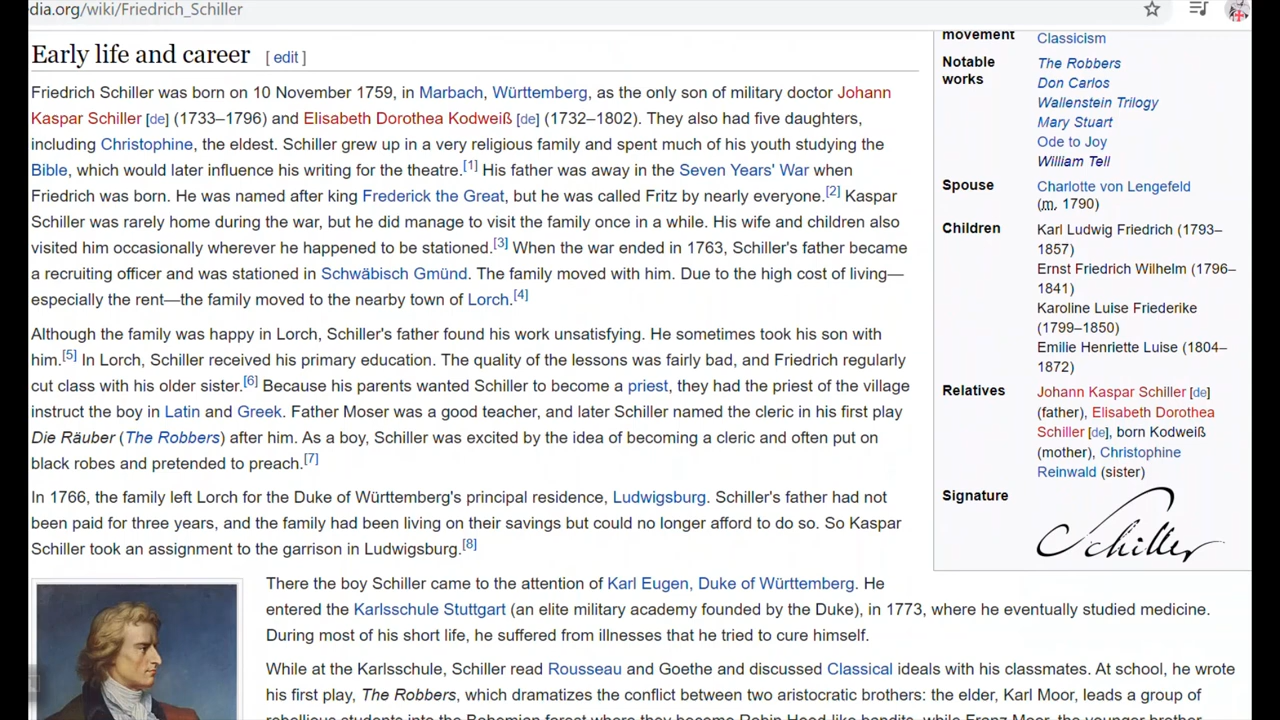 dia.org/wiki/Friedrich_Schiller
Early life and career [ edit ]
Friedrich Schiller was born on 10 November 1759, in Marbach, Württemberg, as the only son of military doctor Johann
Kaspar Schiller [de] (1733–1796) and Elisabeth Dorothea Kodweiß [de] (1732–1802). They also had five daughters,
including Christophine, the eldest. Schiller grew up in a very religious family and spent much of his youth studying the
Bible, which would later influence his writing for the theatre.[1] His father was away in the Seven Years' War when
Friedrich was born. He was named after king Frederick the Great, but he was called Fritz by nearly everyone.[2] Kaspar
Schiller was rarely home during the war, but he did manage to visit the family once in a while. His wife and children also
visited him occasionally wherever he happened to be stationed.[3] When the war ended in 1763, Schiller's father became
a recruiting officer and was stationed in Schwäbisch Gmünd. The family moved with him. Due to the high cost of living—
especially the rent—the family moved to the nearby town of Lorch.[4]
Although the family was happy in Lorch, Schiller's father found his work unsatisfying. He sometimes took his son with
him.[5] In Lorch, Schiller received his primary education. The quality of the lessons was fairly bad, and Friedrich regularly
cut class with his older sister.[6] Because his parents wanted Schiller to become a priest, they had the priest of the village
instruct the boy in Latin and Greek. Father Moser was a good teacher, and later Schiller named the cleric in his first play
Die Räuber (The Robbers) after him. As a boy, Schiller was excited by the idea of becoming a cleric and often put on
black robes and pretended to preach.[7]
In 1766, the family left Lorch for the Duke of Württemberg's principal residence, Ludwigsburg. Schiller's father had not
been paid for three years, and the family had been living on their savings but could no longer afford to do so. So Kaspar
Schiller took an assignment to the garrison in Ludwigsburg.[8]
There the boy Schiller came to the attention of Karl Eugen, Duke of Württemberg. He
entered the Karlsschule Stuttgart (an elite military academy founded by the Duke), in 1773, where he eventually studied medicine.
During most of his short life, he suffered from illnesses that he tried to cure himself.
While at the Karlsschule, Schiller read Rousseau and Goethe and discussed Classical ideals with his classmates. At school, he wrote
his first play, The Robbers, which dramatizes the conflict between two aristocratic brothers: the elder, Karl Moor, leads a group of
rebellious students into the Bohemian forest where they become Robin Hood-like bandits, while Franz Moor, the younger brother
movement
Classicism
Notable
works
The Robbers
Don Carlos
Wallenstein Trilogy
Mary Stuart
Ode to Joy
William Tell
Spouse
Charlotte von Lengefeld
(m. 1790)
Children
Karl Ludwig Friedrich (1793–
1857)
Ernst Friedrich Wilhelm (1796–
1841)
Karoline Luise Friederike
(1799–1850)
Emilie Henriette Luise (1804–
1872)
Relatives
Johann Kaspar Schiller [de]
(father), Elisabeth Dorothea
Schiller [de], born Kodweiß
(mother), Christophine
Reinwald (sister)
Signature
Schiller